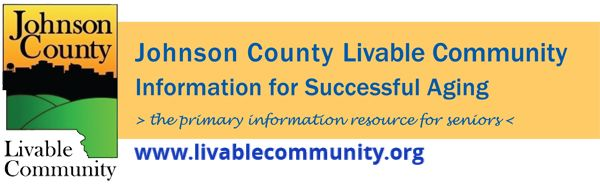 Johnson
County
Livable
Community
Johnson County Livable Community
Information for Successful Aging
> the primary information resource for seniors <
www.livablecommunity.org